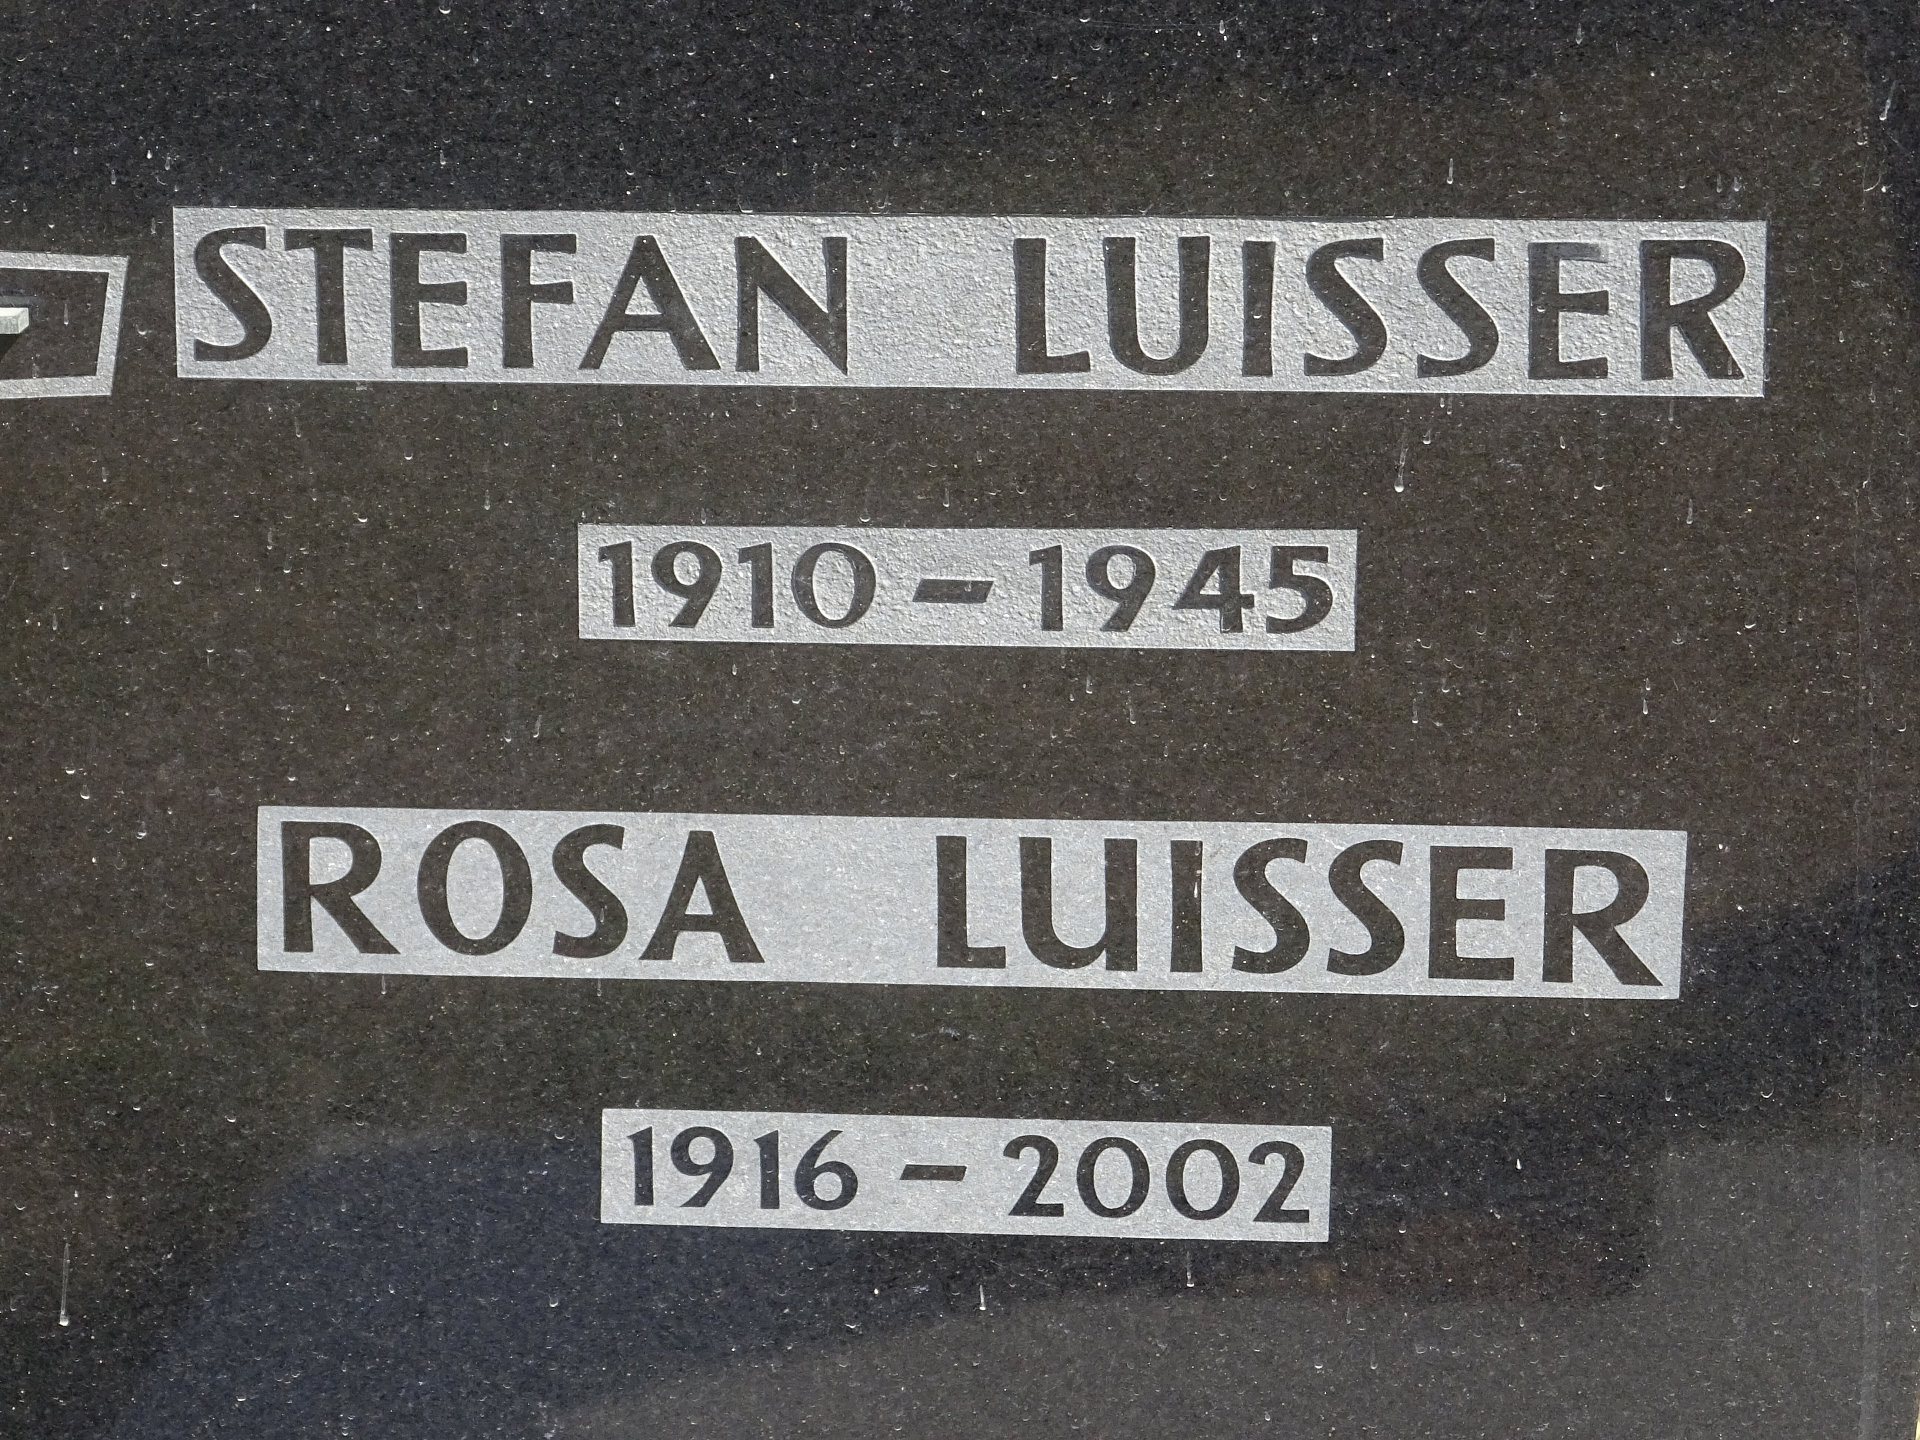 STEFAN LUISSER
1910 – 1945
ROSA LUISSER
1916 – 2002